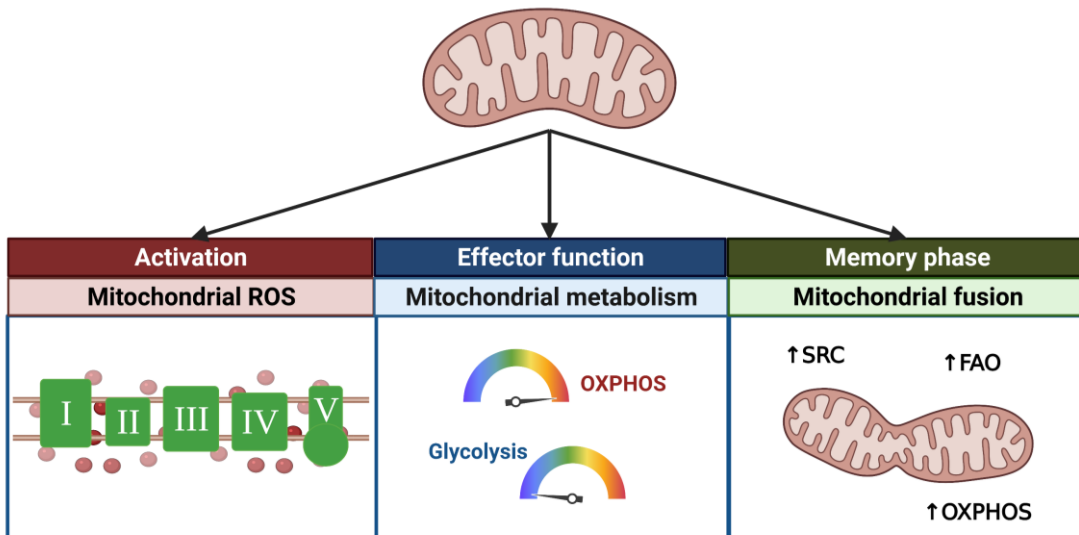 Activation
Effector function
Memory phase
Mitochondrial ROS
Mitochondrial metabolism
Mitochondrial fusion
I
II
III
IV
V
OXPHOS
Glycolysis
↑SRC
↑FAO
↑OXPHOS